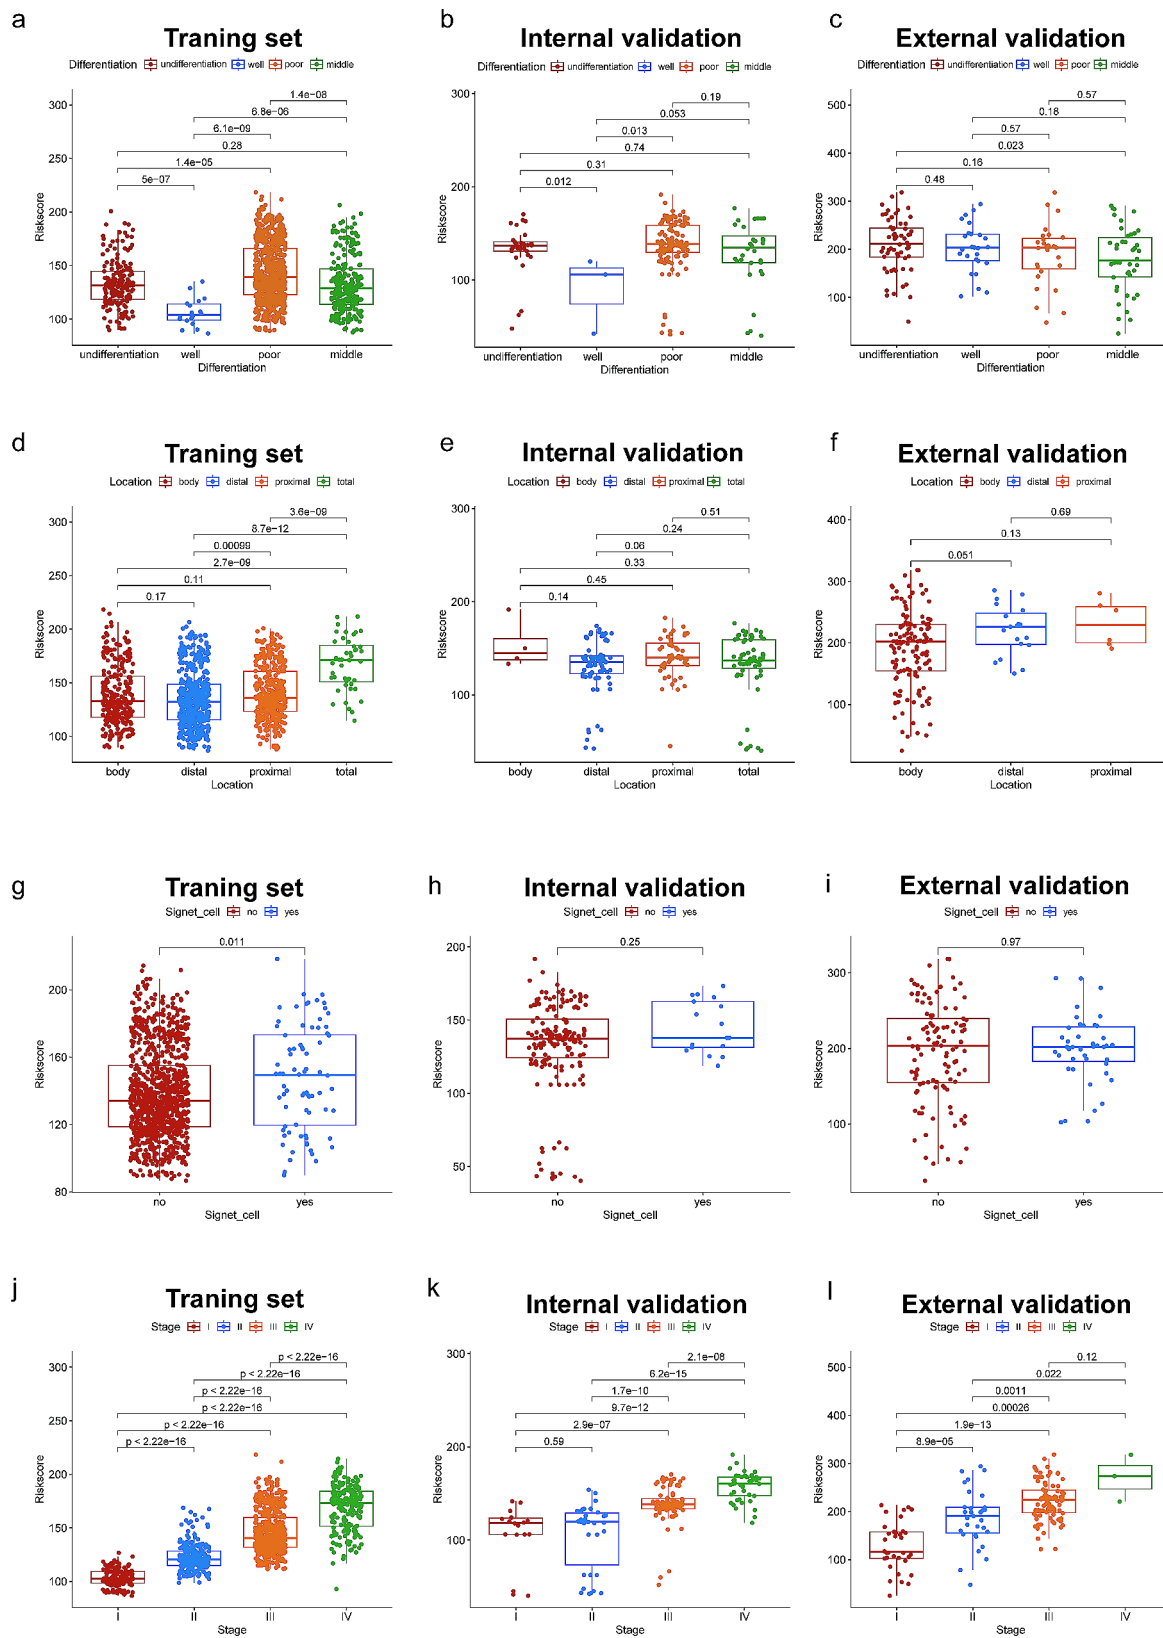 a
Traning set
Differentiation undifferentiation well poor middle
300
250
200
150
100
Riskscore
1.4e−08
6.8e−06
6.1e−09
0.28
1.4e−05
5e−07
undifferentiation well poor middle
Differentiation
b
Internal validation
Differentiation undifferentiation well poor middle
300
200
100
Riskscore
0.19
0.053
0.013
0.74
0.31
0.012
undifferentiation well poor middle
Differentiation
c
External validation
Differentiation undifferentiation well poor middle
500
400
300
200
100
Riskscore
0.57
0.18
0.57
0.023
0.16
0.48
undifferentiation well poor middle
Differentiation
d
Traning set
Location body distal proximal total
300
250
200
150
100
Riskscore
3.6e−09
8.7e−12
0.00099
2.7e−09
0.11
0.17
body distal proximal total
Location
e
Internal validation
Location body distal proximal total
300
200
100
Riskscore
0.51
0.24
0.06
0.33
0.45
0.14
body distal proximal total
Location
f
External validation
Location body distal proximal
400
300
200
100
Riskscore
0.69
0.13
0.051
body distal proximal
Location
g
Traning set
Signet_cell no yes
200
160
120
80
Riskscore
0.011
no yes
Signet_cell
h
Internal validation
Signet_cell no yes
200
150
100
50
Riskscore
0.25
no yes
Signet_cell
i
External validation
Signet_cell no yes
300
200
100
Riskscore
0.97
no yes
Signet_cell
j
Traning set
Stage I II III IV
300
250
200
150
100
Riskscore
p < 2.22e−16
p < 2.22e−16
p < 2.22e−16
p < 2.22e−16
p < 2.22e−16
p < 2.22e−16
I II III IV
Stage
k
Internal validation
Stage I II III IV
300
200
100
Riskscore
2.1e−08
6.2e−15
1.7e−10
9.7e−12
2.9e−07
0.59
I II III IV
Stage
l
External validation
Stage I II III IV
500
400
300
200
100
Riskscore
0.12
0.022
0.0011
0.00026
1.9e−13
8.9e−05
I II III IV
Stage